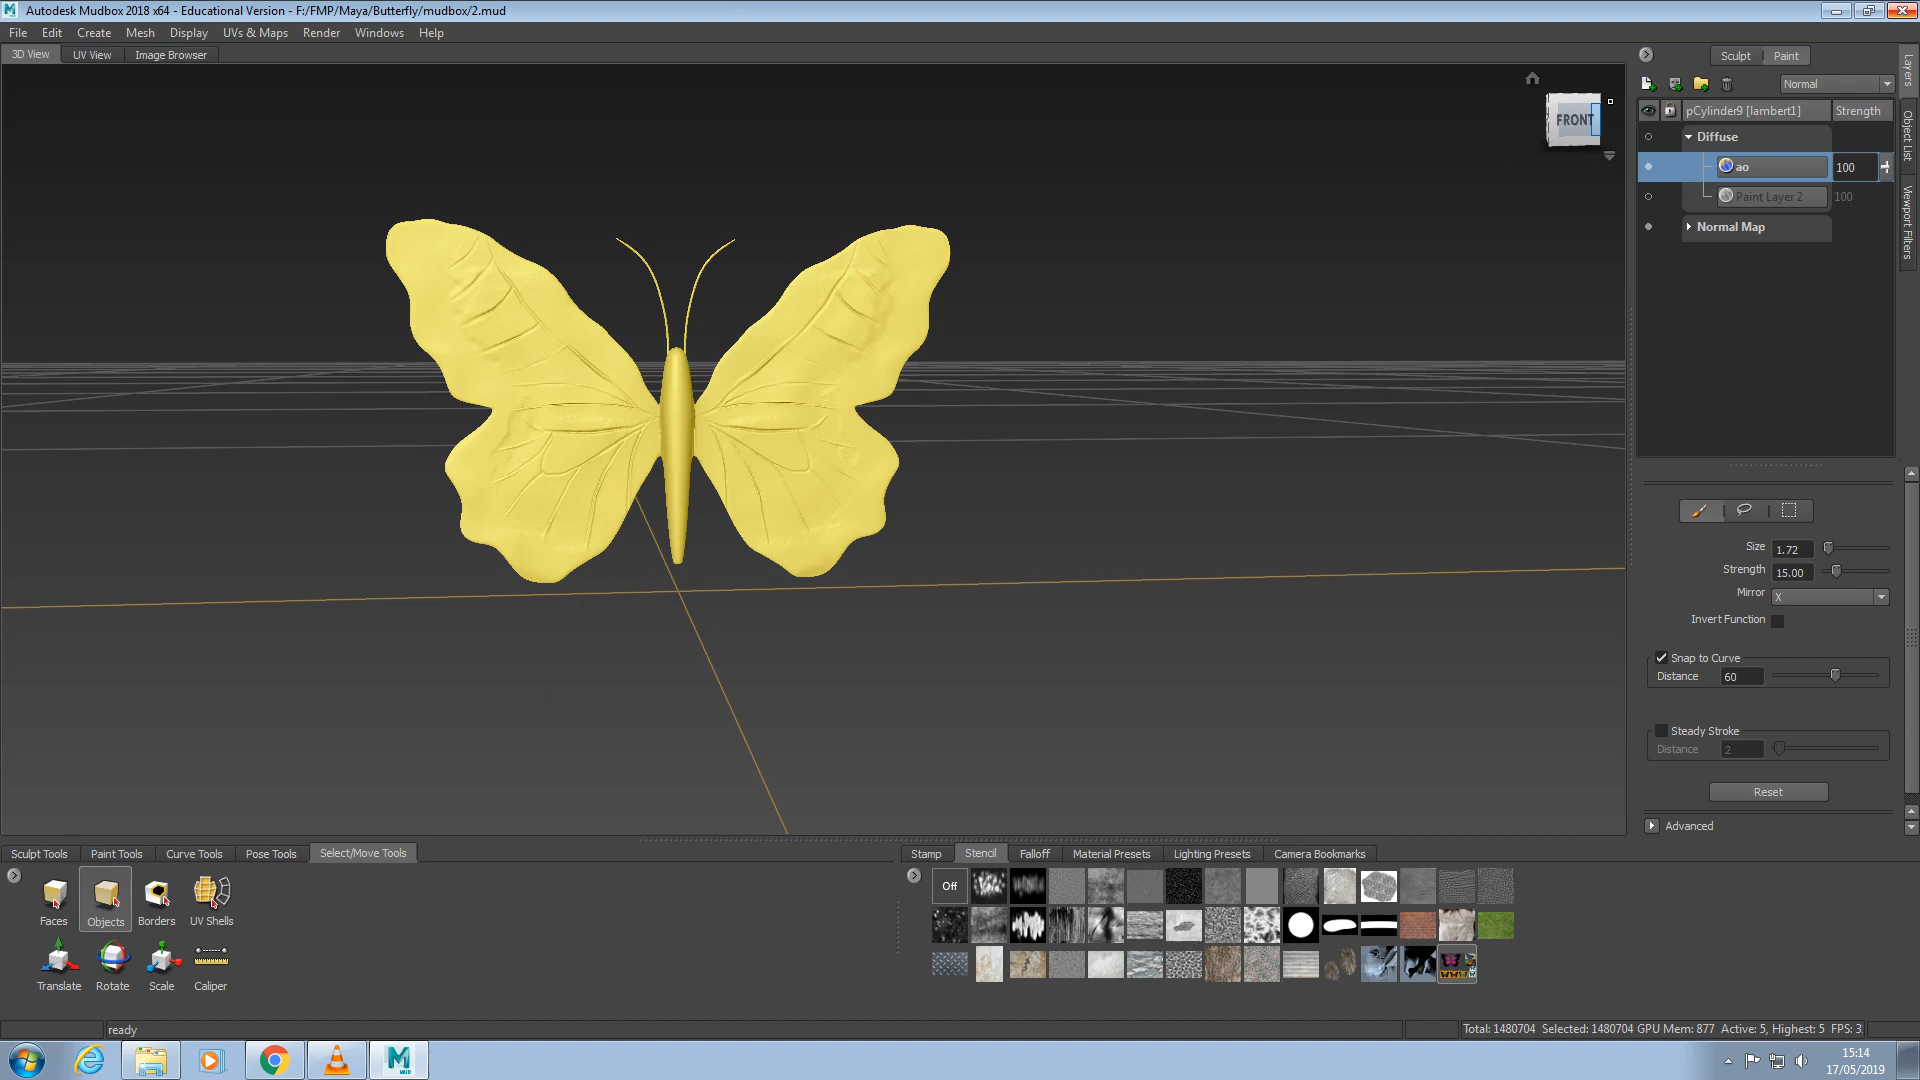 Autodesk Mudbox 2018 x64 - Educational Version - F:/FMP/Maya/Butterfly/mudbox/2.mud
File Edit Create Mesh Display UVs & Maps Render Windows Help
3D View UV View Image Browser
FRONT
Sculpt Paint
Normal
pCylinder9 [lambert1] Strength
Diffuse
ao 100
Paint Layer 2 100
Normal Map
Layers
Object List
Viewport Filters
Size 1.72
Strength 15.00
Mirror X
Invert Function
Snap to Curve
Distance 60
Steady Stroke
Distance 2
Reset
Advanced
Sculpt Tools Paint Tools Curve Tools Pose Tools Select/Move Tools
Faces Objects Borders UV Shells
Translate Rotate Scale Caliper
Stamp Stencil Falloff Material Presets Lighting Presets Camera Bookmarks
Off
ready
Total: 1480704 Selected: 1480704 GPU Mem: 877 Active: 5, Highest: 5 FPS: 3
MUD
15:14
17/05/2019